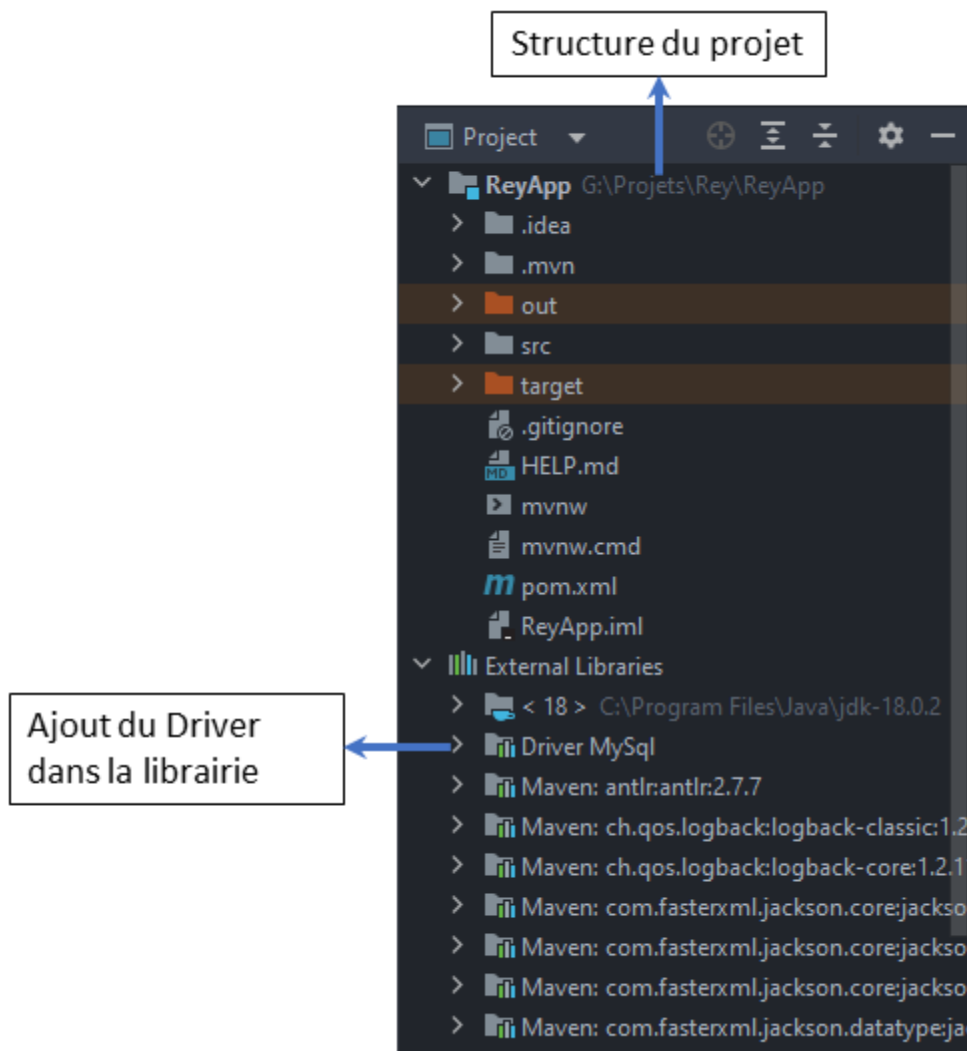 Structure du projet
Project
ReyApp G:\Projets\Rey\ReyApp
.idea
.mvn
out
src
target
.gitignore
MD HELP.md
mvnw
mvnw.cmd
m pom.xml
ReyApp.iml
External Libraries
< 18 > C:\Program Files\Java\jdk-18.0.2
Ajout du Driver
dans la librairie
Driver MySql
Maven: antlr:antlr:2.7.7
Maven: ch.qos.logback:logback-classic:1.2
Maven: ch.qos.logback:logback-core:1.2.1
Maven: com.fasterxml.jackson.core:jackso
Maven: com.fasterxml.jackson.core:jackso
Maven: com.fasterxml.jackson.core:jackso
Maven: com.fasterxml.jackson.datatype:ja